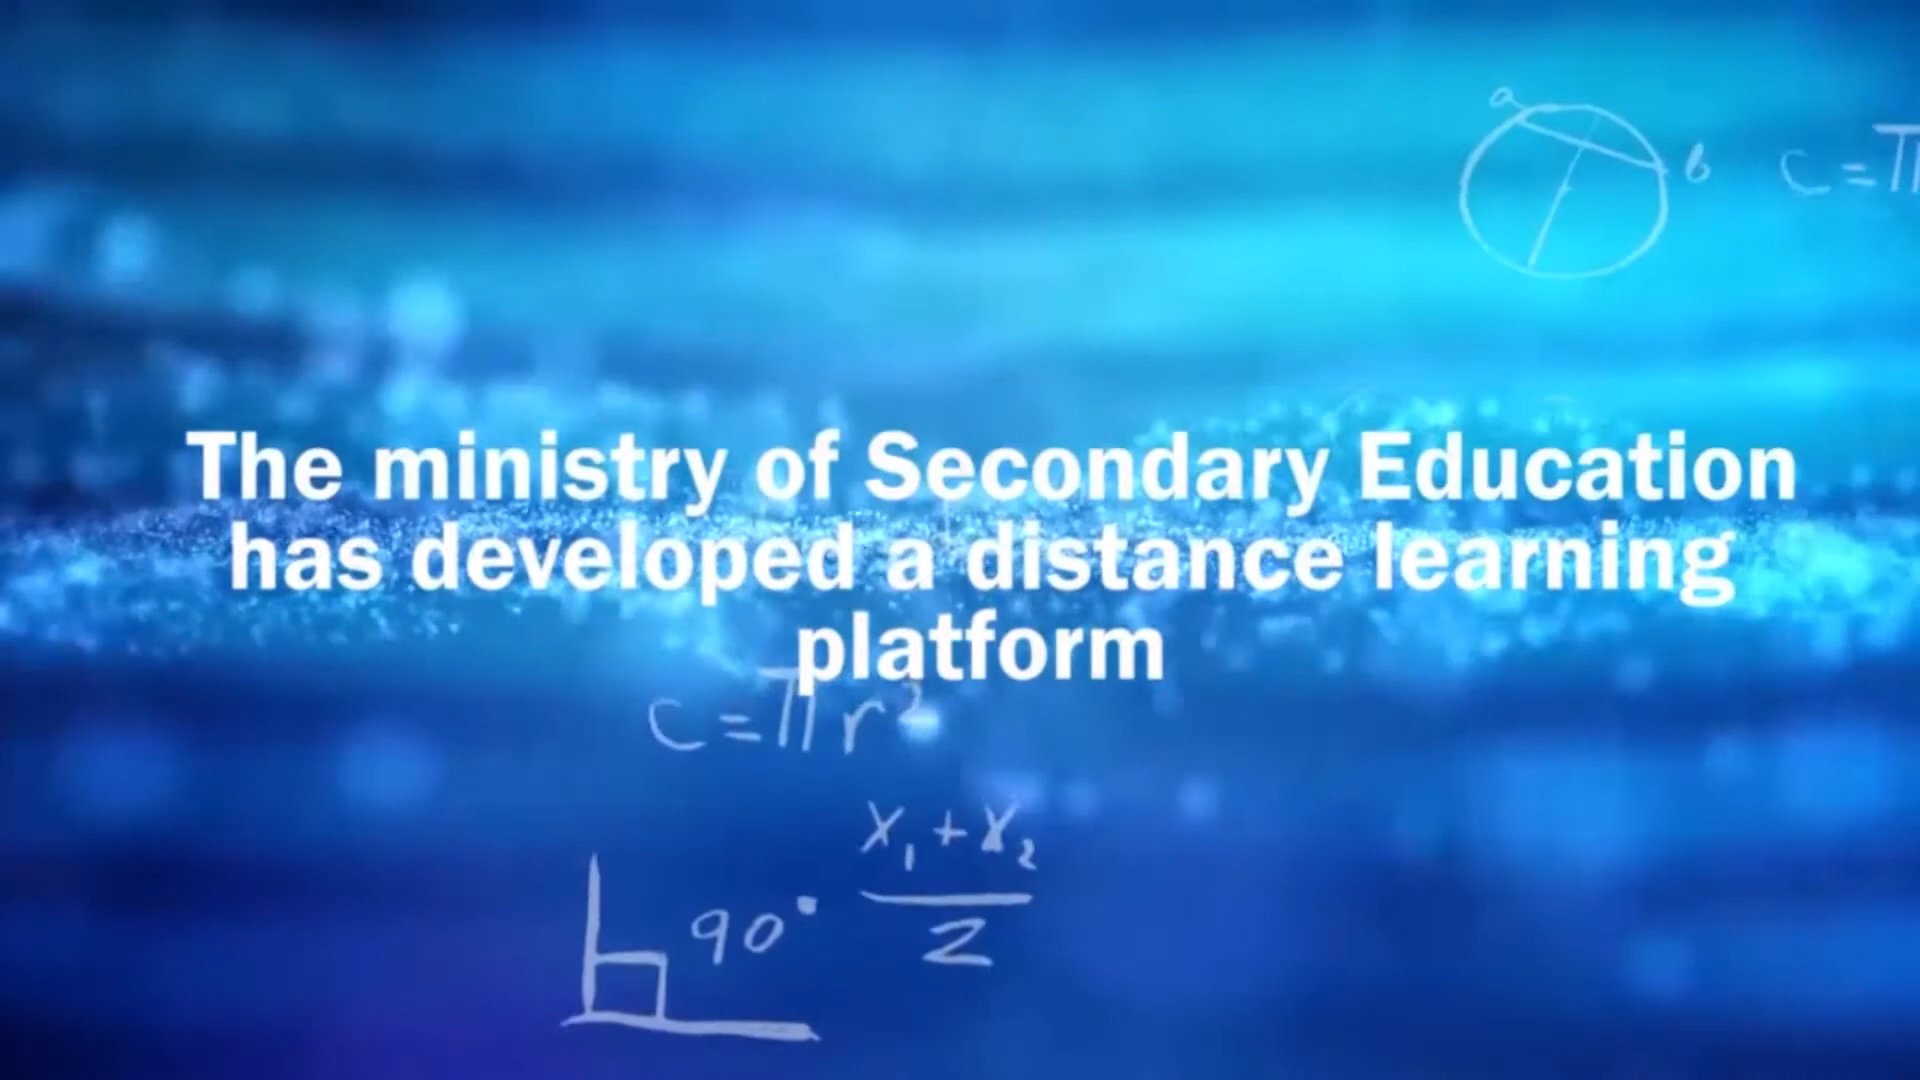 a
b C=π
The ministry of Secondary Education
has developed a distance learning
platform
C=πr²
x₁+x₂
90°
2